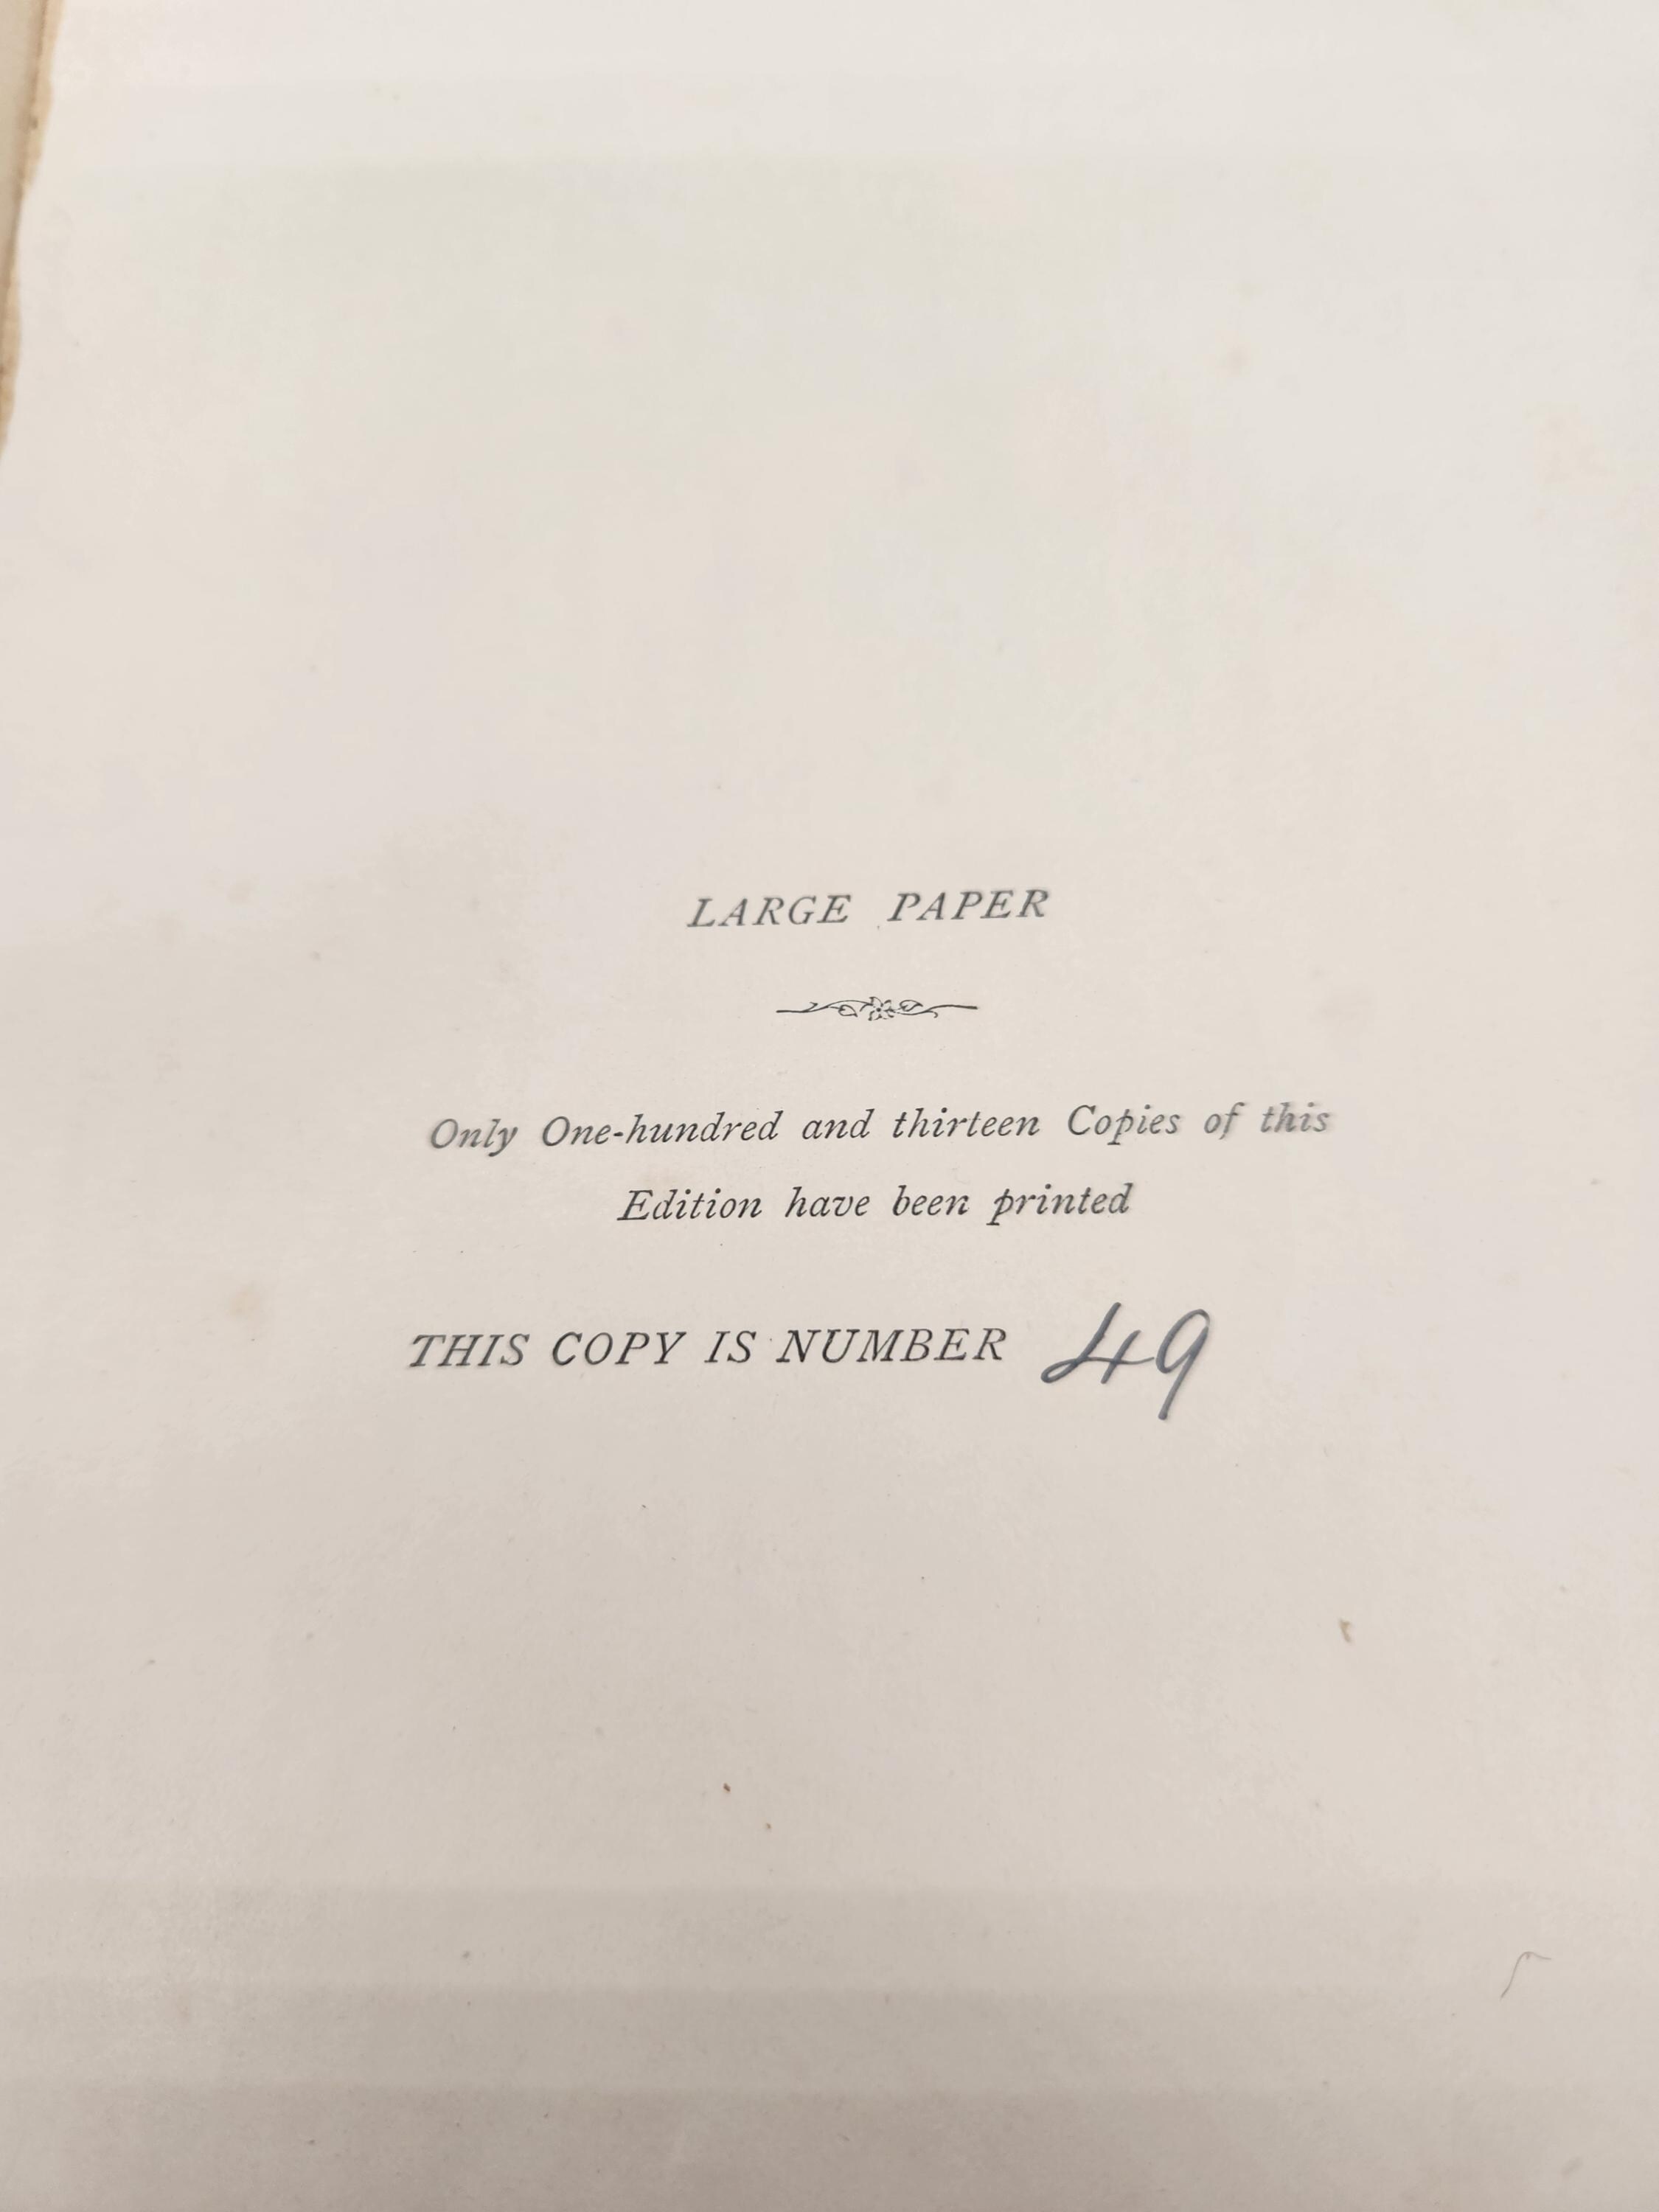 LARGE PAPER
Only One-hundred and thirteen Copies of this
Edition have been printed
THIS COPY IS NUMBER 49